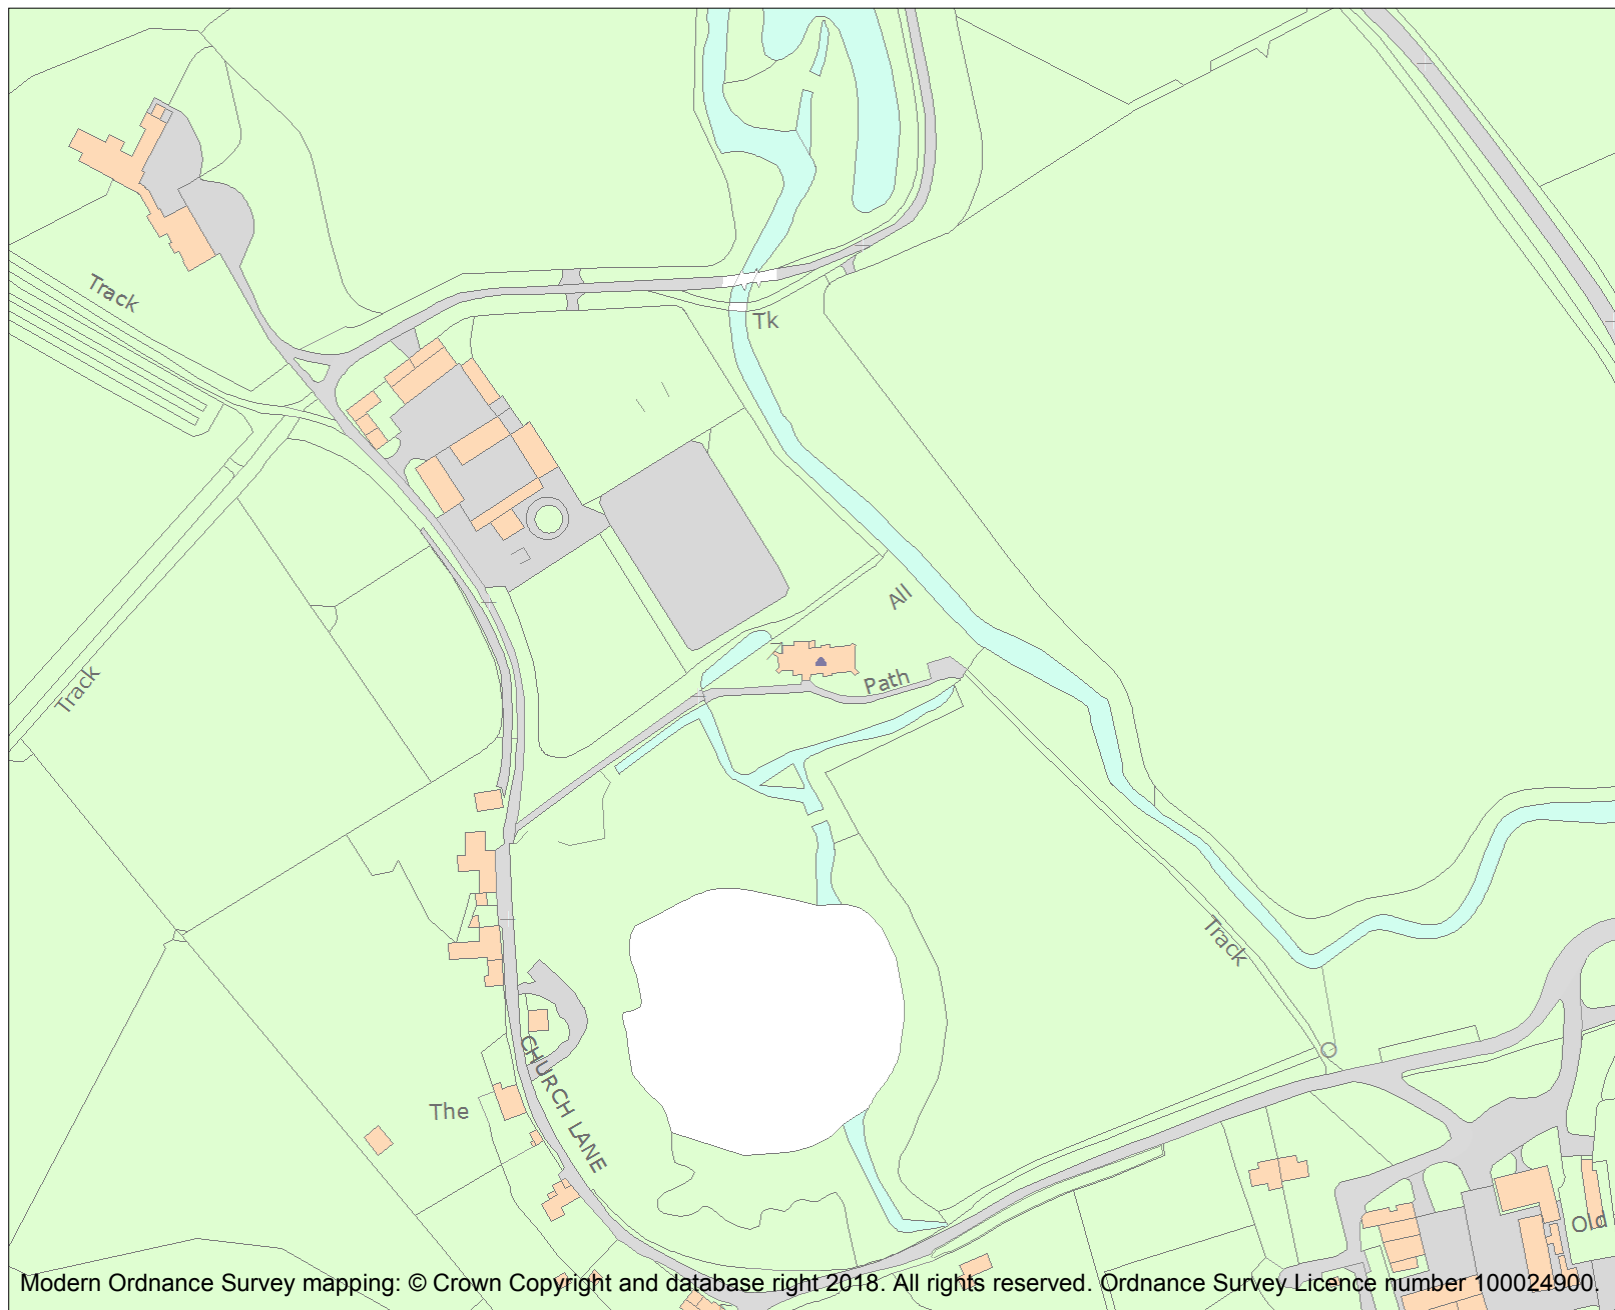 Track
Tk
All
Path
Track
Track
CHURCH LANE
The
Old
Modern Ordnance Survey mapping: © Crown Copyright and database right 2018. All rights reserved. Ordnance Survey Licence number 100024900.